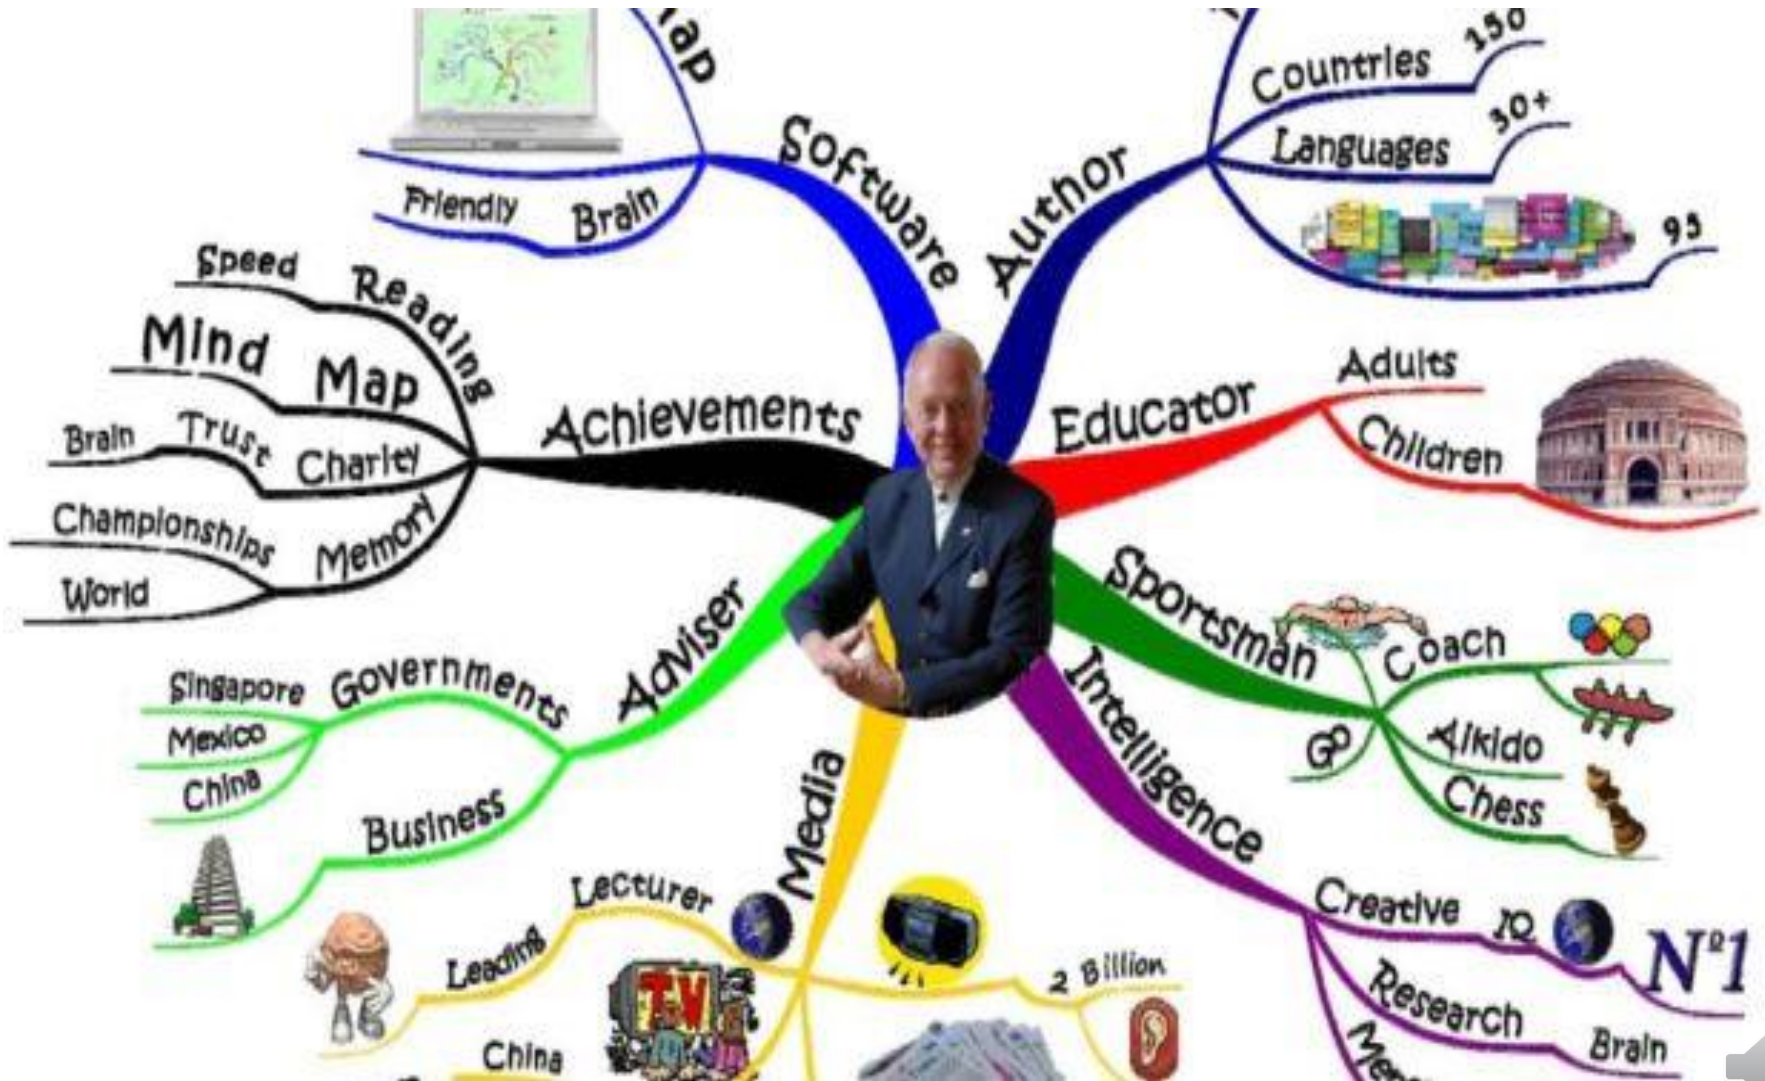 ap
Software
Brain
Friendly
Author
Countries
150
Languages
30+
95
Educator
Adults
Children
Sportsman
Coach
Aikido
Chess
Go
Intelligence
Creative
IQ
Nº1
Research
Brain
Media
Lecturer
Leading
2 Billion
TV
China
Adviser
Governments
Singapore
Mexico
China
Business
Achievements
Reading
Speed
Mind Map
Charity
Trust
Brain
Memory
Championships
World